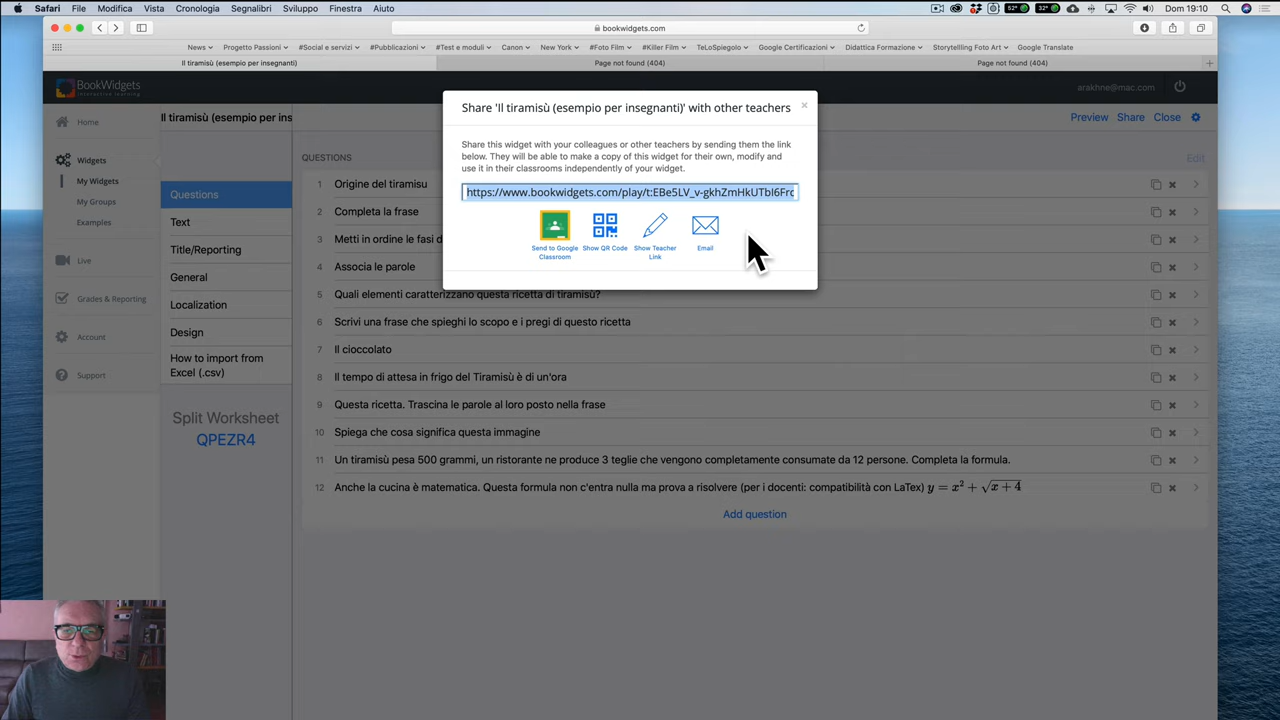 Safari File Modifica Vista Cronologia Segnalibri Sviluppo Finestra Aiuto 52° 32° Dom 19:10
bookwidgets.com
News Progetto Passioni #Social e servizi #Pubblicazioni #Test e moduli Canon New York #Foto Film #Killer Film TeLoSpiegolo Google Certificazioni Didattica Formazione Storytellling Foto Art Google Translate
Il tiramisù (esempio per insegnanti) Page not found (404) Page not found (404)
BookWidgets
interactive learning
arakhne@mac.com
Share 'Il tiramisù (esempio per insegnanti)' with other teachers
Home
Il tiramisù (esempio per ins
Preview Share Close
Share this widget with your colleagues or other teachers by sending them the link
below. They will be able to make a copy of this widget for their own, modify and
use it in their classrooms independently of your widget.
https://www.bookwidgets.com/play/t:EBe5LV_v-gkhZmHkUTbI6Frc
Send to Google
Classroom
Show QR Code
Show Teacher
Link
Email
Widgets
My Widgets
My Groups
Examples
Live
Grades & Reporting
Account
Support
Questions
Text
Title/Reporting
General
Localization
Design
How to import from
Excel (.csv)
Split Worksheet
QPEZR4
QUESTIONS
Edit
1 Origine del tiramisu
2 Completa la frase
3 Metti in ordine le fasi d
4 Associa le parole
5 Quali elementi caratterizzano questa ricetta di tiramisù?
6 Scrivi una frase che spieghi lo scopo e i pregi di questo ricetta
7 Il cioccolato
8 Il tempo di attesa in frigo del Tiramisù è di un'ora
9 Questa ricetta. Trascina le parole al loro posto nella frase
10 Spiega che cosa significa questa immagine
11 Un tiramisù pesa 500 grammi, un ristorante ne produce 3 teglie che vengono completamente consumate da 12 persone. Completa la formula.
12 Anche la cucina è matematica. Questa formula non c'entra nulla ma prova a risolvere (per i docenti: compatibilità con LaTex) y = x² + √x+4
Add question